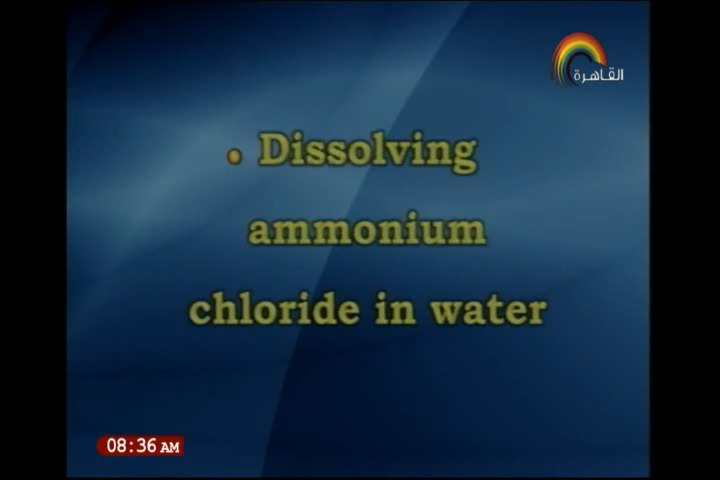 القاهرة
• Dissolving
ammonium
chloride in water
08:36 AM